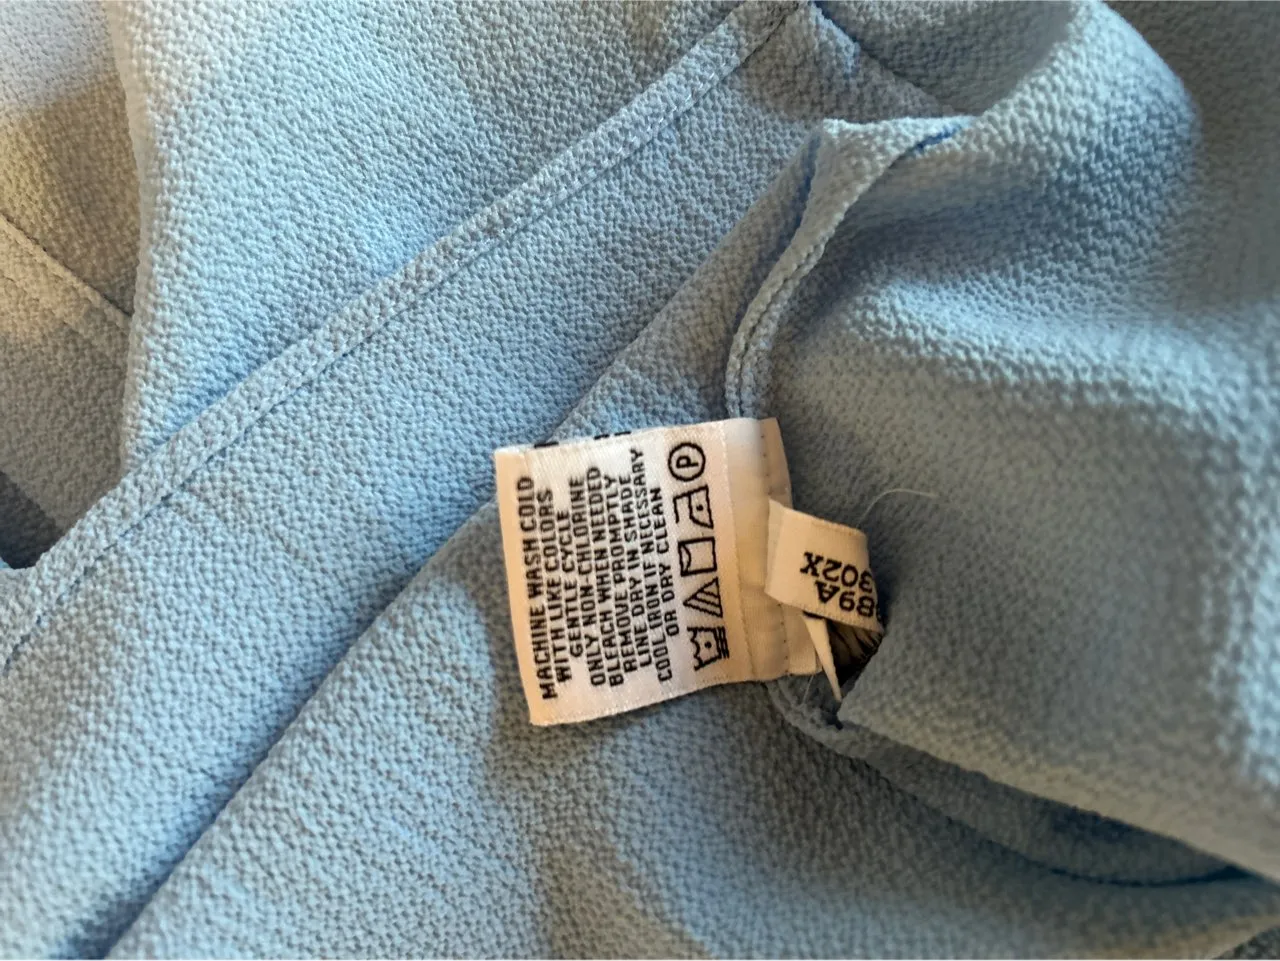 MACHINE WASH COLD
WITH LIKE COLORS
GENTLE CYCLE
ONLY NON-CHLORINE
BLEACH WHEN NEEDED
REMOVE PROMPTLY
LINE DRY IN SHADE
COOL IRON IF NECESSARY
OR DRY CLEAN
P
89A
302X